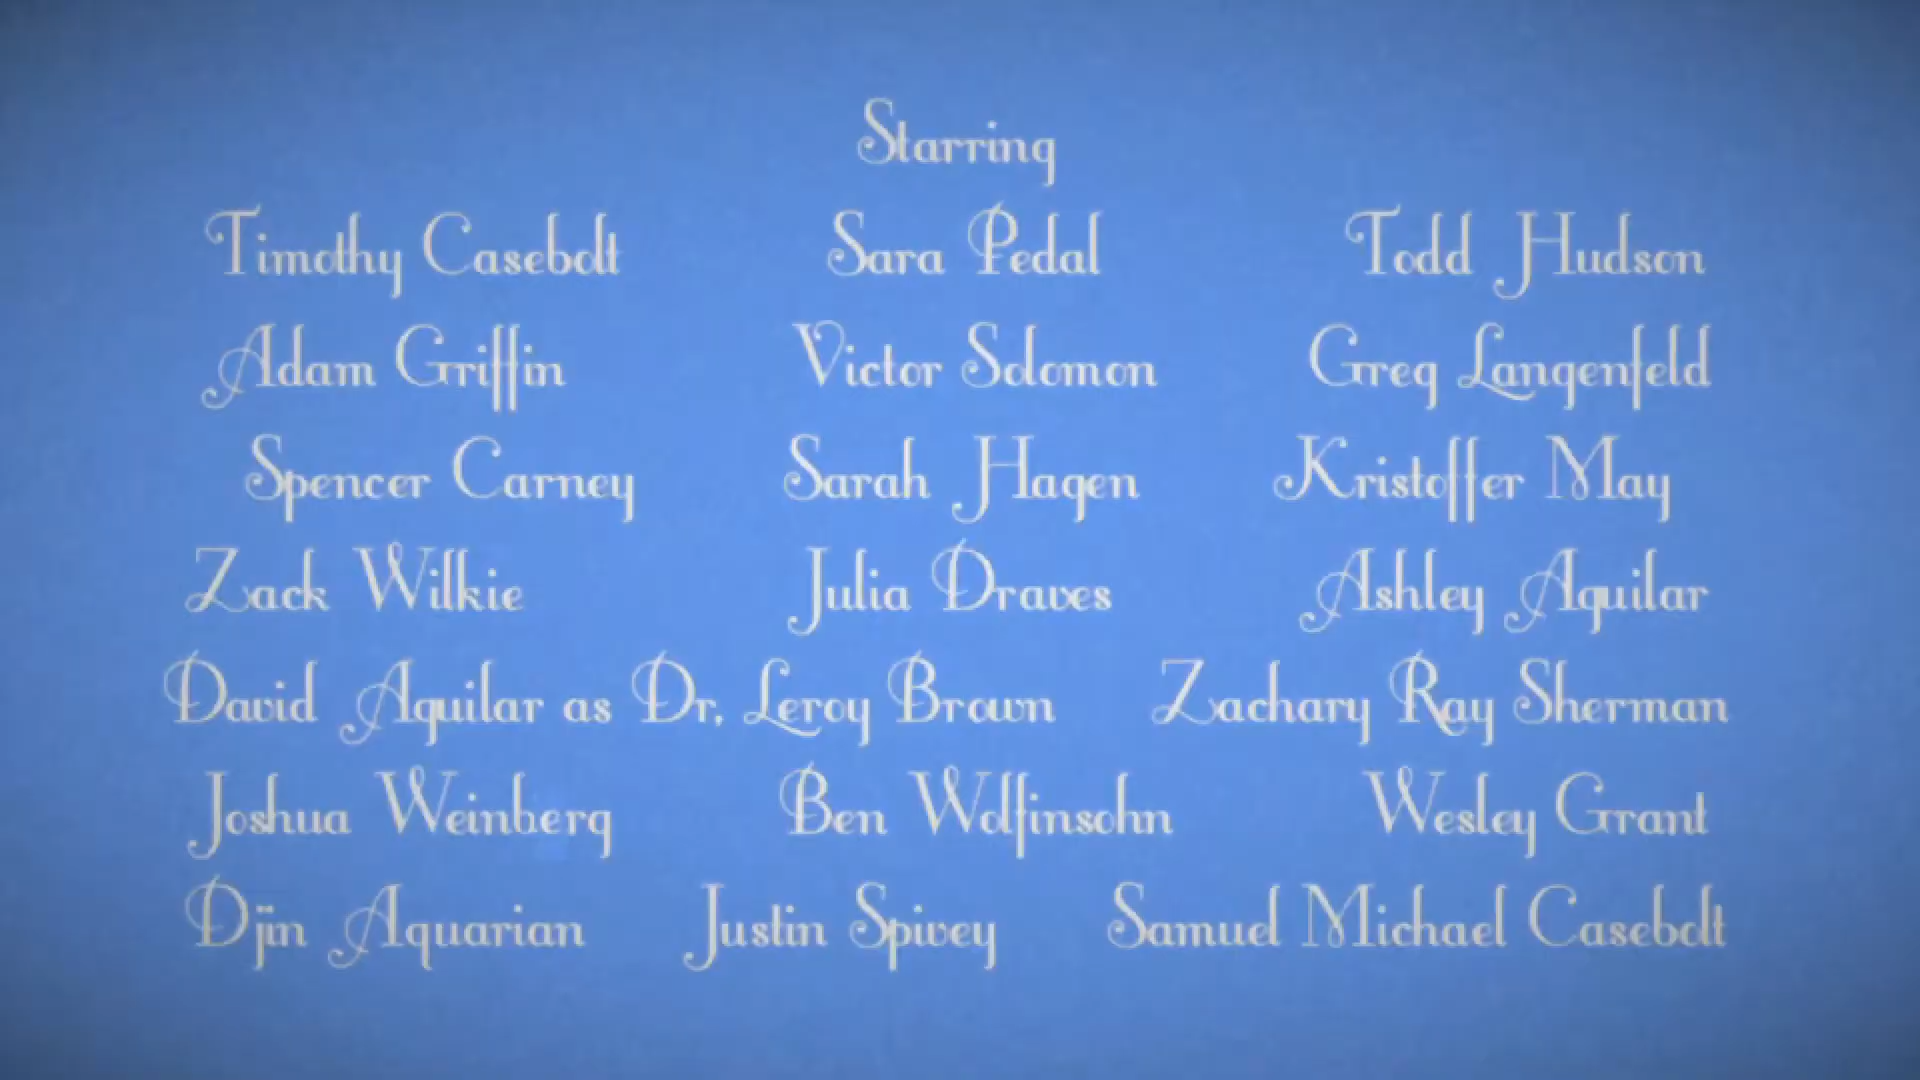 Starring
Timothy Casebolt Sara Pedal Todd Hudson
Adam Griffin Victor Solomon Greg Langenfeld
Spencer Carney Sarah Hagen Kristoffer May
Zack Wilkie Julia Draves Ashley Aguilar
David Aguilar as Dr. Leroy Brown Zachary Ray Sherman
Joshua Weinberg Ben Wolfinsohn Wesley Grant
Djin Aquarian Justin Spivey Samuel Michael Casebolt